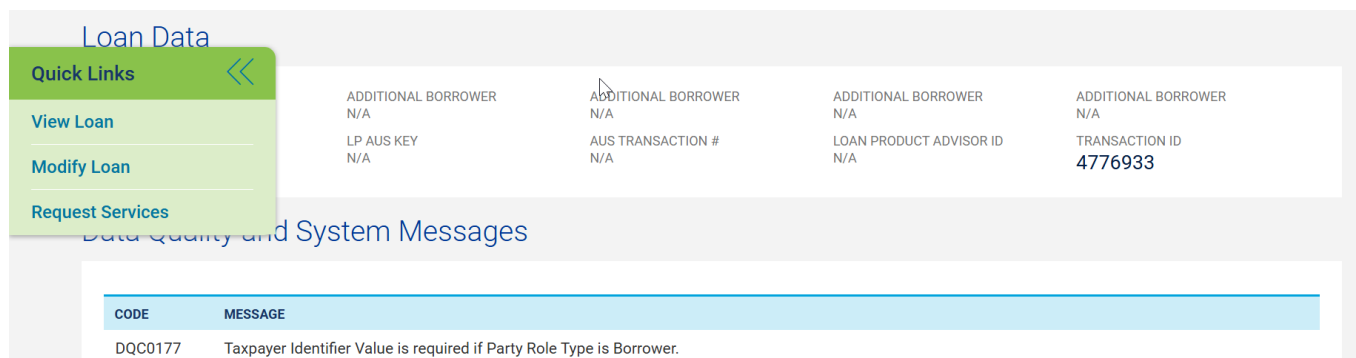 Loan Data
Quick Links
View Loan
Modify Loan
Request Services
ADDITIONAL BORROWER ADDITIONAL BORROWER ADDITIONAL BORROWER ADDITIONAL BORROWER
N/A N/A N/A N/A
LP AUS KEY AUS TRANSACTION # LOAN PRODUCT ADVISOR ID TRANSACTION ID
N/A N/A N/A 4776933
Data Quality and System Messages
CODE MESSAGE
DQC0177 Taxpayer Identifier Value is required if Party Role Type is Borrower.